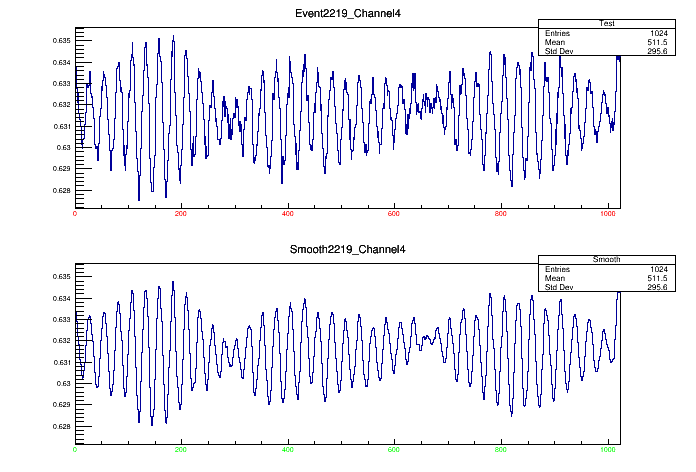 Event2219_Channel4
Test
Entries 1024
Mean 511.5
Std Dev 295.6
0.635
0.634
0.633
0.632
0.631
0.63
0.629
0.628
0 200 400 600 800 1000
Smooth2219_Channel4
Smooth
Entries 1024
Mean 511.5
Std Dev 295.6
0.635
0.634
0.633
0.632
0.631
0.63
0.629
0.628
0 200 400 600 800 1000